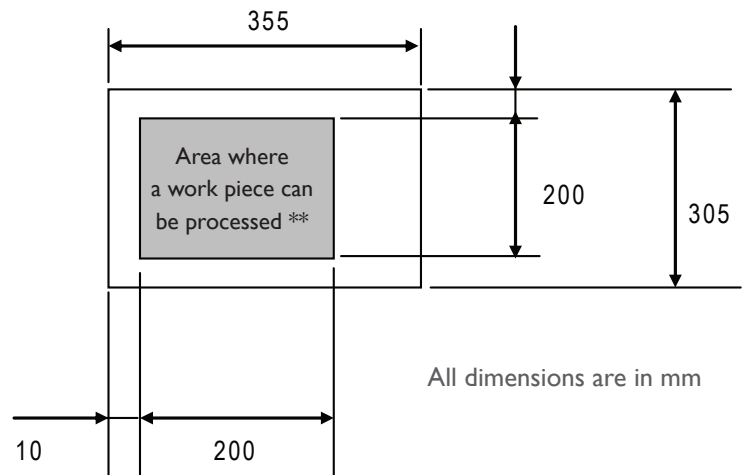 355
Area where
a work piece can
be processed **
200
305
All dimensions are in mm
10
200